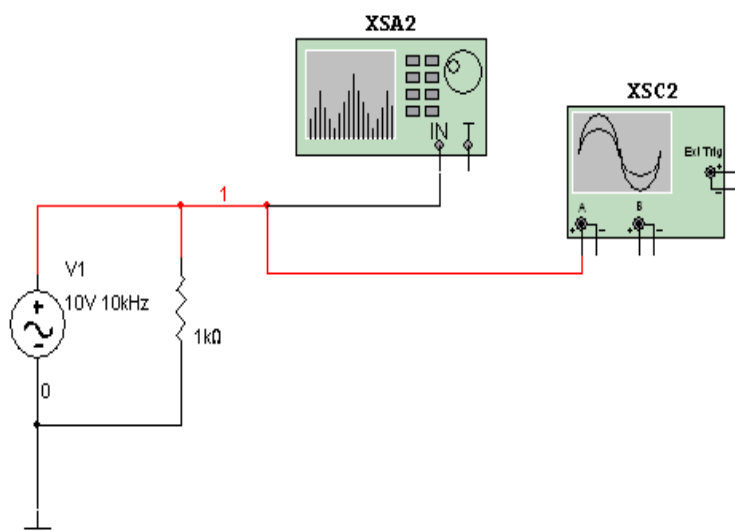 XSA2
IN T
XSC2
Ext Trig
+
-
A
B
+ - + -
1
V1
10V 10kHz
+
-
1kΩ
0